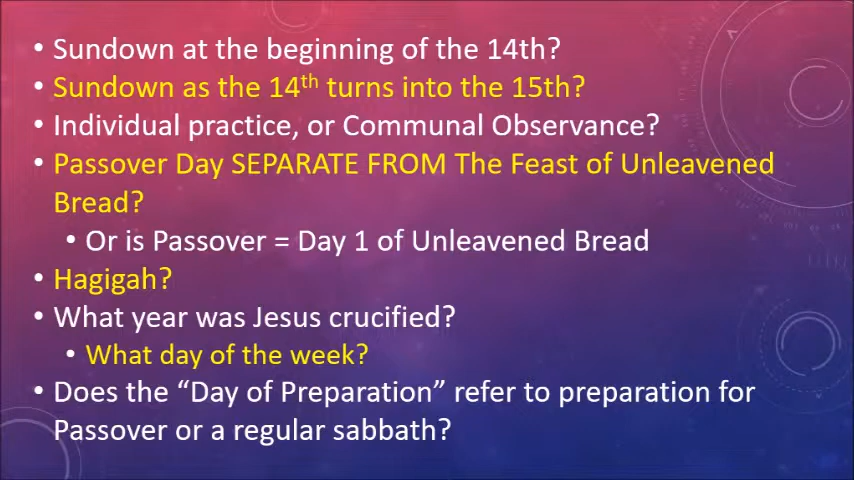 • Sundown at the beginning of the 14th?
• Sundown as the 14th turns into the 15th?
• Individual practice, or Communal Observance?
• Passover Day SEPARATE FROM The Feast of Unleavened
Bread?
• Or is Passover = Day 1 of Unleavened Bread
• Hagigah?
• What year was Jesus crucified?
• What day of the week?
• Does the “Day of Preparation” refer to preparation for
Passover or a regular sabbath?